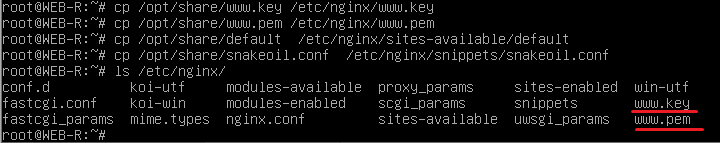 root@WEB-R:~# cp /opt/share/www.key /etc/nginx/www.key
root@WEB-R:~# cp /opt/share/www.pem /etc/nginx/www.pem
root@WEB-R:~# cp /opt/share/default  /etc/nginx/sites-available/default
root@WEB-R:~# cp /opt/share/snakeoil.conf  /etc/nginx/snippets/snakeoil.conf
root@WEB-R:~# ls /etc/nginx/
conf.d          koi-utf     modules-available  proxy_params     sites-enabled  win-utf
fastcgi.conf    koi-win     modules-enabled    scgi_params      snippets       www.key
fastcgi_params  mime.types  nginx.conf         sites-available  uwsgi_params   www.pem
root@WEB-R:~#